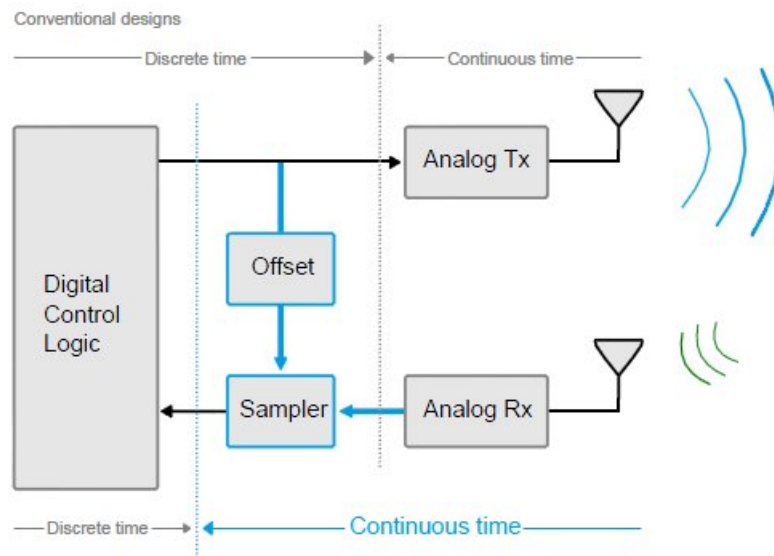 Conventional designs
Discrete time
Continuous time
Analog Tx
Offset
Digital
Control
Logic
Sampler
Analog Rx
Discrete time
Continuous time